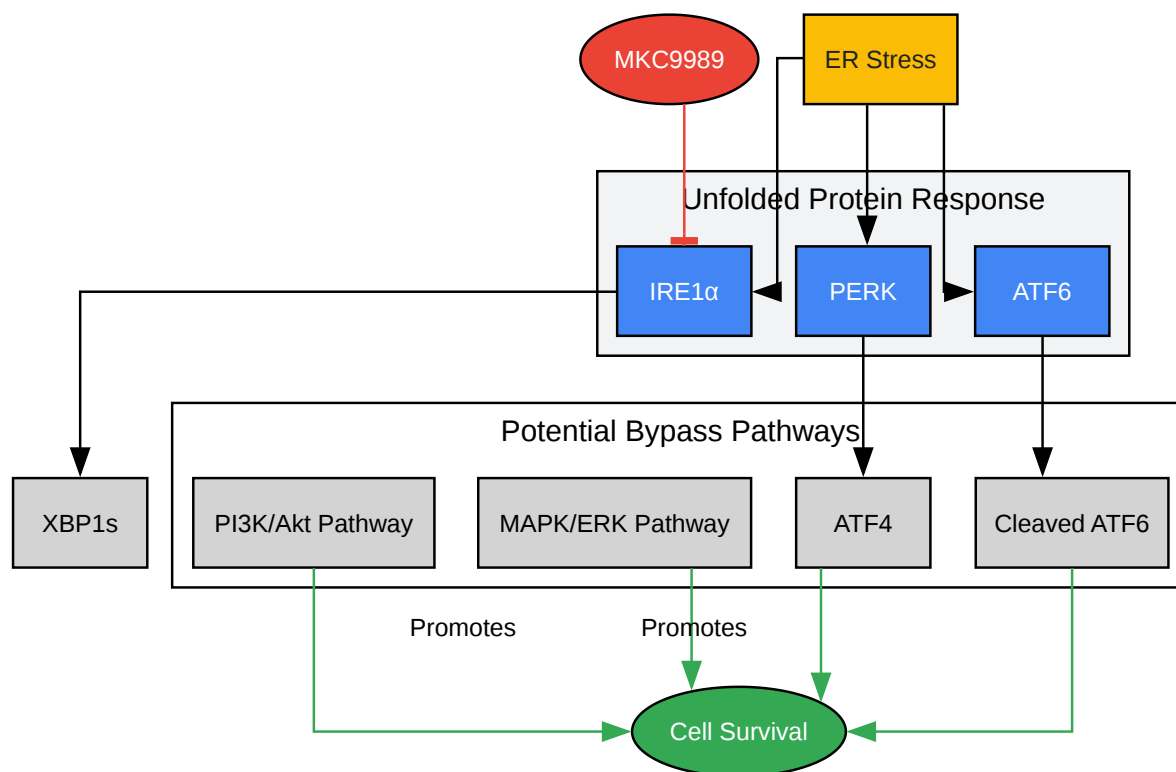 MKC9989
ER Stress
Unfolded Protein Response
IRE1α
PERK
ATF6
Potential Bypass Pathways
XBP1s
PI3K/Akt Pathway
MAPK/ERK Pathway
ATF4
Cleaved ATF6
Promotes
Promotes
Cell Survival